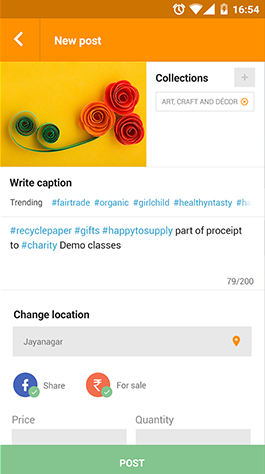 16:54
New post
Collections +
ART, CRAFT AND DÉCOR
Write caption
Trending #fairtrade #organic #girlchild #healthyntasty #ha
#recyclepaper #gifts #happytosupply part of proceipt
to #charity Demo classes
79/200
Change location
Jayanagar
f Share ₹ For sale
Price Quantity
POST